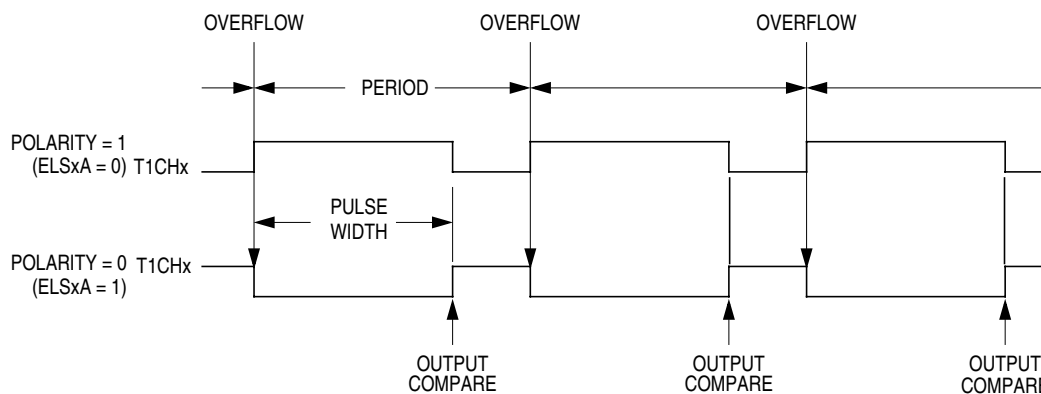 OVERFLOW OVERFLOW OVERFLOW
PERIOD
POLARITY = 1
(ELSxA = 0) T1CHx
PULSE
WIDTH
POLARITY = 0 T1CHx
(ELSxA = 1)
OUTPUT
COMPARE
OUTPUT
COMPARE
OUTPUT
COMPARE